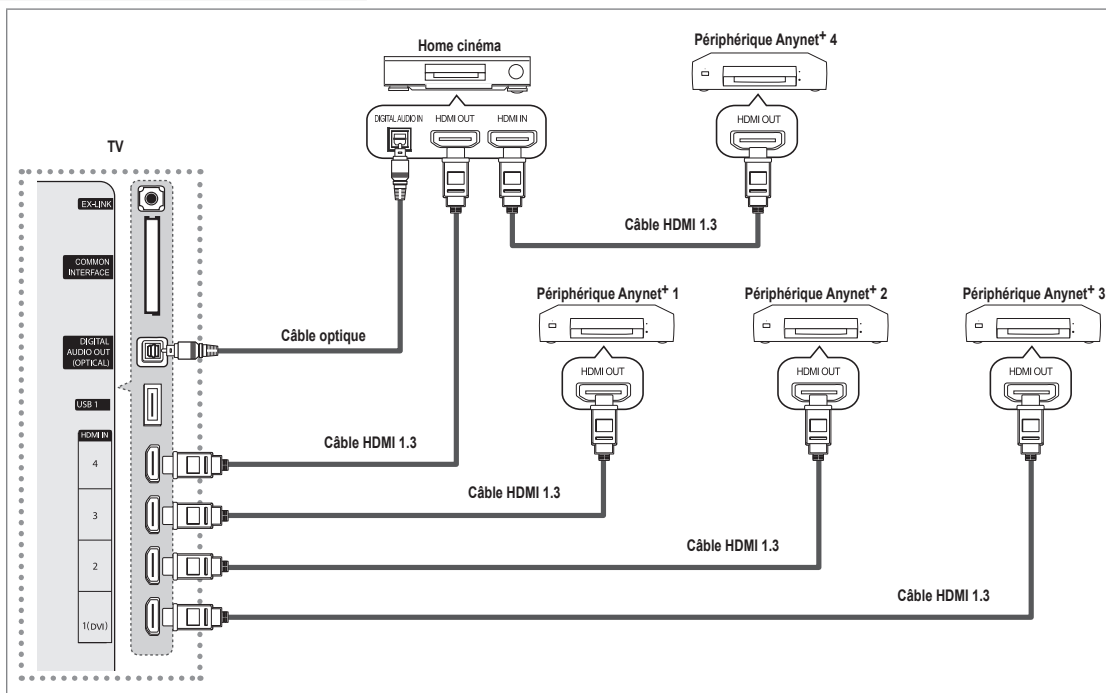 Home cinéma
Périphérique Anynet+ 4
DIGITAL AUDIO IN
HDMI OUT
HDMI IN
HDMI OUT
TV
EX-LINK
Câble HDMI 1.3
COMMON
INTERFACE
Périphérique Anynet+ 1
Périphérique Anynet+ 2
Périphérique Anynet+ 3
Câble optique
DIGITAL
AUDIO OUT
(OPTICAL)
HDMI OUT
HDMI OUT
HDMI OUT
USB 1
HDMI IN
Câble HDMI 1.3
4
Câble HDMI 1.3
3
Câble HDMI 1.3
2
Câble HDMI 1.3
1(DVI)